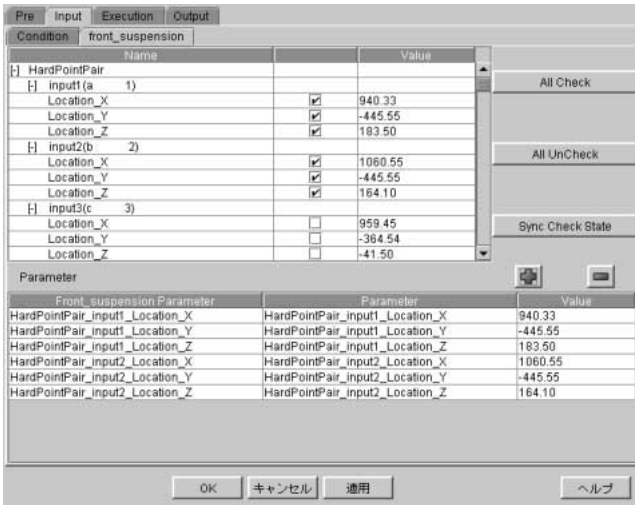 Pre Input Execution Output
Condition front_suspension
Name Value
[-] HardPointPair
[-] input1(a 1)
Location_X 940.33
Location_Y -445.55
Location_Z 183.50
[-] input2(b 2)
Location_X 1060.55
Location_Y -445.55
Location_Z 164.10
[-] input3(c 3)
Location_X 959.45
Location_Y -364.54
Location_Z -41.50
All Check
All UnCheck
Sync Check State
Parameter
Front_suspension Parameter Parameter Value
HardPointPair_input1_Location_X HardPointPair_input1_Location_X 940.33
HardPointPair_input1_Location_Y HardPointPair_input1_Location_Y -445.55
HardPointPair_input1_Location_Z HardPointPair_input1_Location_Z 183.50
HardPointPair_input2_Location_X HardPointPair_input2_Location_X 1060.55
HardPointPair_input2_Location_Y HardPointPair_input2_Location_Y -445.55
HardPointPair_input2_Location_Z HardPointPair_input2_Location_Z 164.10
OK キャンセル 適用 ヘルプ